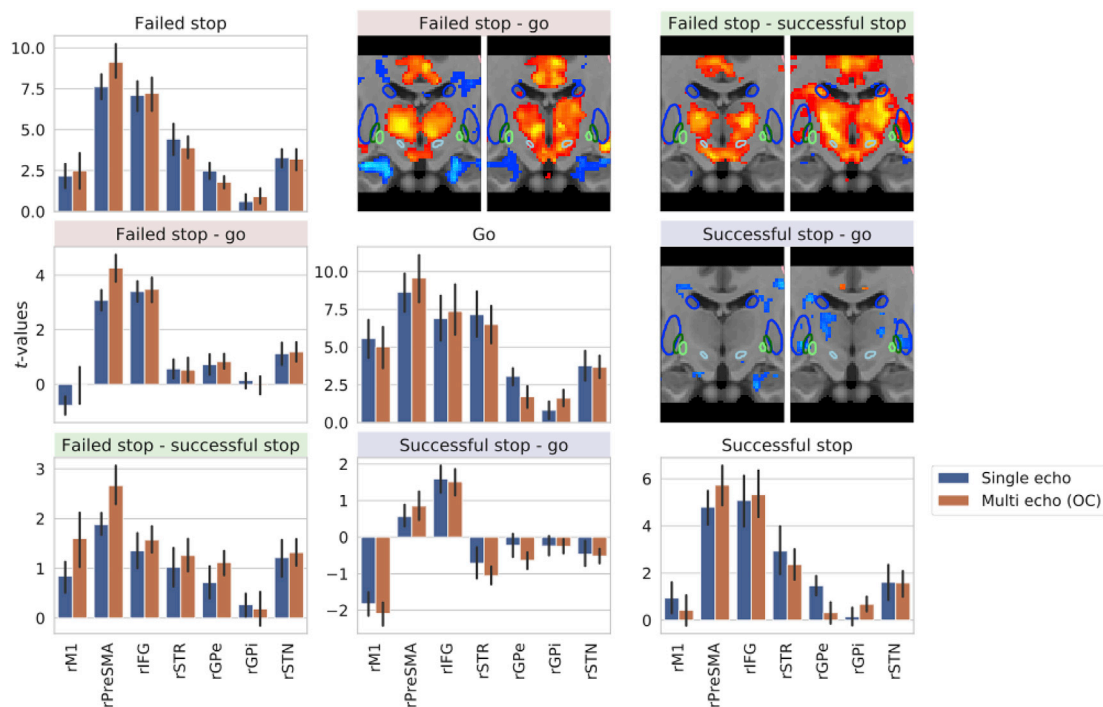 Failed stop
Failed stop - go
Failed stop - successful stop
10.0
7.5
5.0
2.5
0.0
Failed stop - go
Go
Successful stop - go
t-values
4
2
0
10.0
7.5
5.0
2.5
0.0
Failed stop - successful stop
Successful stop - go
Successful stop
3
2
1
0
2
1
0
−1
−2
6
4
2
0
Single echo
Multi echo (OC)
rM1
rPreSMA
rIFG
rSTR
rGPe
rGPi
rSTN
rM1
rPreSMA
rIFG
rSTR
rGPe
rGPi
rSTN
rM1
rPreSMA
rIFG
rSTR
rGPe
rGPi
rSTN